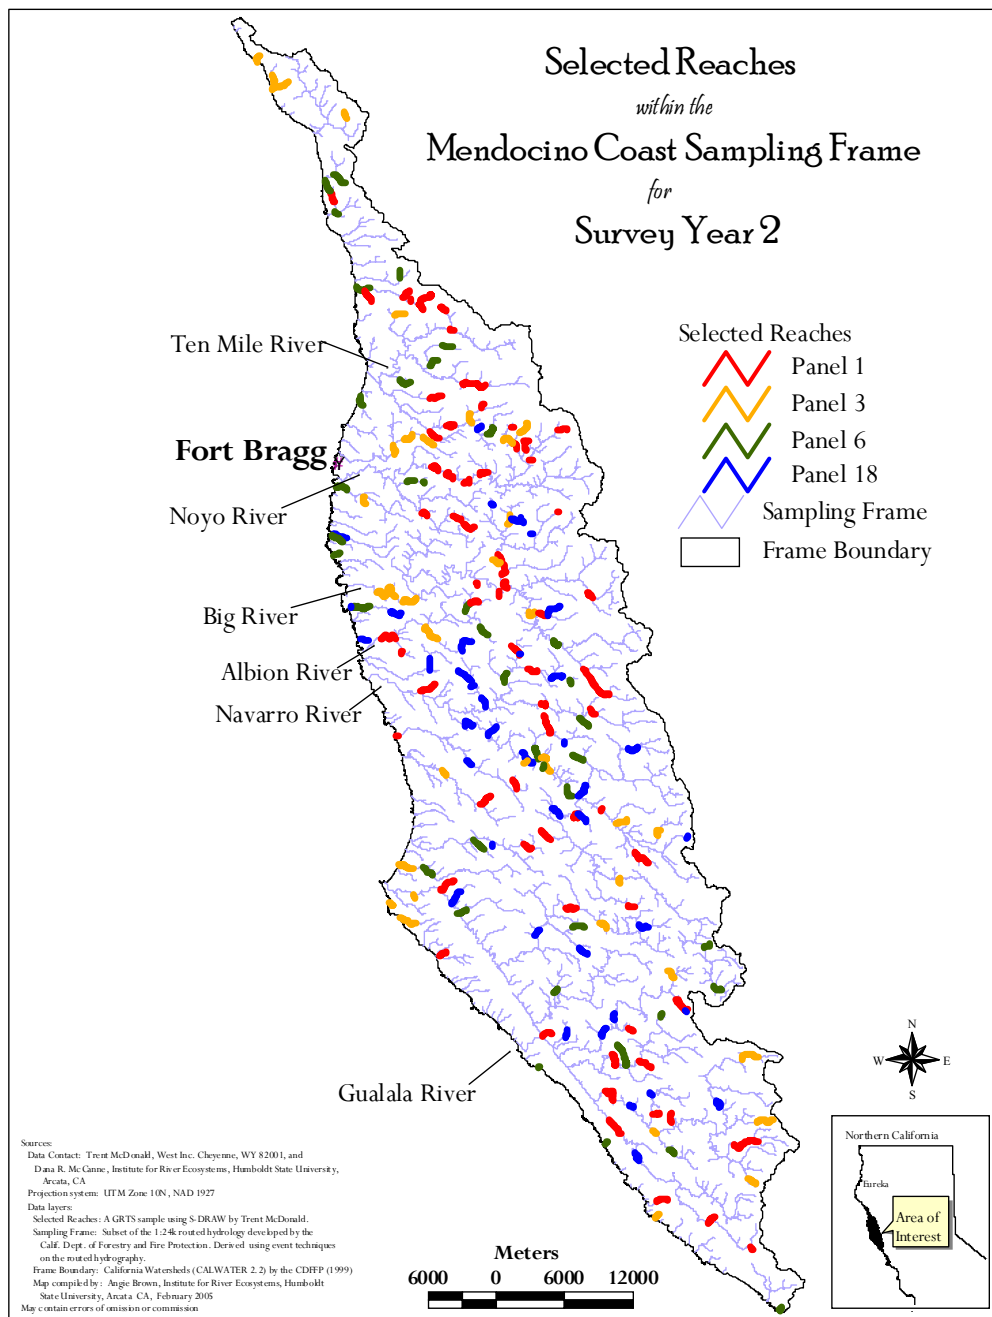 Selected Reaches
within the
Mendocino Coast Sampling Frame
for
Survey Year 2
Selected Reaches
Panel 1
Panel 3
Panel 6
Panel 18
Sampling Frame
Frame Boundary
Ten Mile River
Fort Bragg
Noyo River
Big River
Albion River
Navarro River
Gualala River
N
W E
S
Northern California
Eureka
Area of
Interest
Sources:
Data Contact: Trent McDonald, West Inc. Cheyenne, WY 82001, and
Dana R. McCanne, Institute for River Ecosystems, Humboldt State University,
Arcata, CA
Projection system: UTM Zone 10N, NAD 1927
Data layers:
Selected Reaches: A GRTS sample using S-DRAW by Trent McDonald.
Sampling Frame: Subset of the 1:24k routed hydrology developed by the
Calif. Dept. of Forestry and Fire Protection. Derived using event techniques
on the routed hydrography.
Frame Boundary: California Watersheds (CALWATER 2.2) by the CDFFP (1999)
Map compiled by: Angie Brown, Institute for River Ecosystems, Humboldt
State University, Arcata CA, February 2005
May contain errors of omission or commission
Meters
6000 0 6000 12000